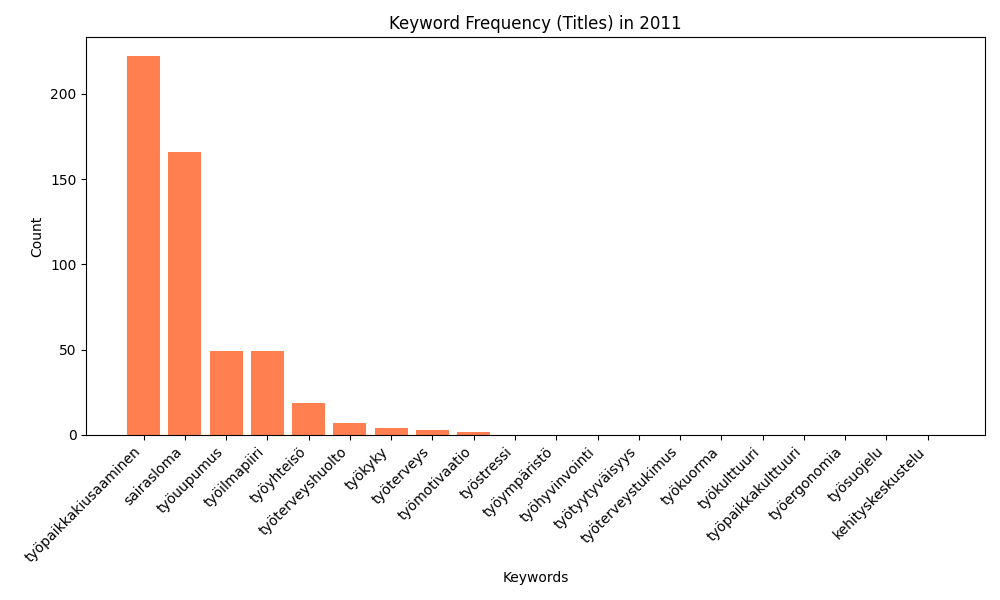 Keyword Frequency (Titles) in 2011
Count
200
150
100
50
0
työpaikkakiusaaminen
sairasloma
työuupumus
työilmapiiri
työyhteisö
työterveyshuolto
työkyky
työterveys
työmotivaatio
työstressi
työympäristö
työhyvinvointi
työtyytyväisyys
työterveystukimus
työkuorma
työkulttuuri
työpaikkakulttuuri
työergonomia
työsuojelu
kehityskeskustelu
Keywords